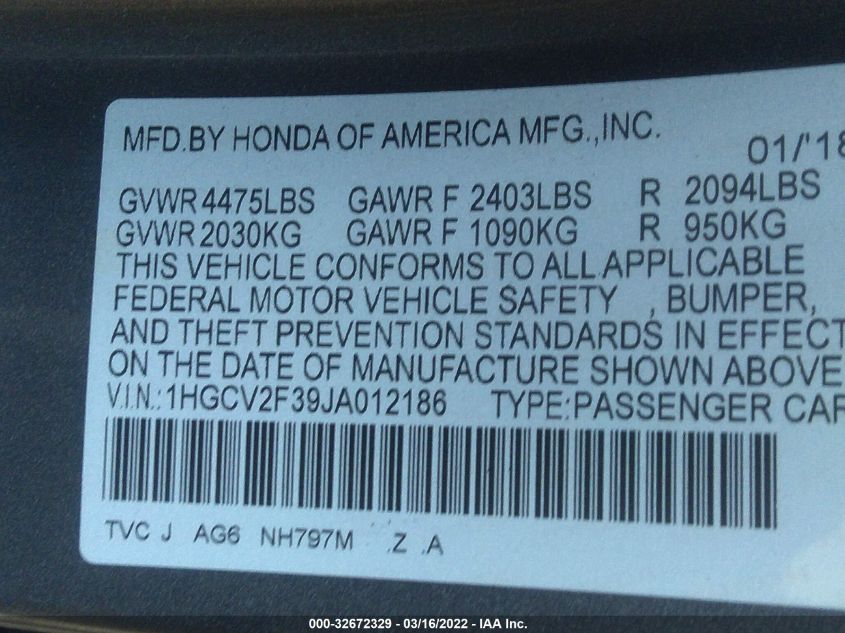 MFD.BY HONDA OF AMERICA MFG.,INC.
01/'18
GVWR 4475LBS GAWR F 2403LBS R 2094LBS
GVWR 2030KG GAWR F 1090KG R 950KG
THIS VEHICLE CONFORMS TO ALL APPLICABLE
FEDERAL MOTOR VEHICLE SAFETY , BUMPER,
AND THEFT PREVENTION STANDARDS IN EFFECT
ON THE DATE OF MANUFACTURE SHOWN ABOVE
V.I.N.: 1HGCV2F39JA012186 TYPE:PASSENGER CAR
TVC J AG6 NH797M .Z .A
000-32672329 - 03/16/2022 - IAA Inc.